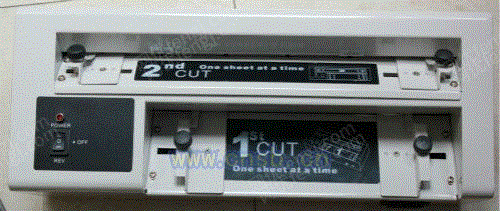 2nd CUT
One sheet at a time
POWER
OFF
REV
1st CUT
One sheet at a time